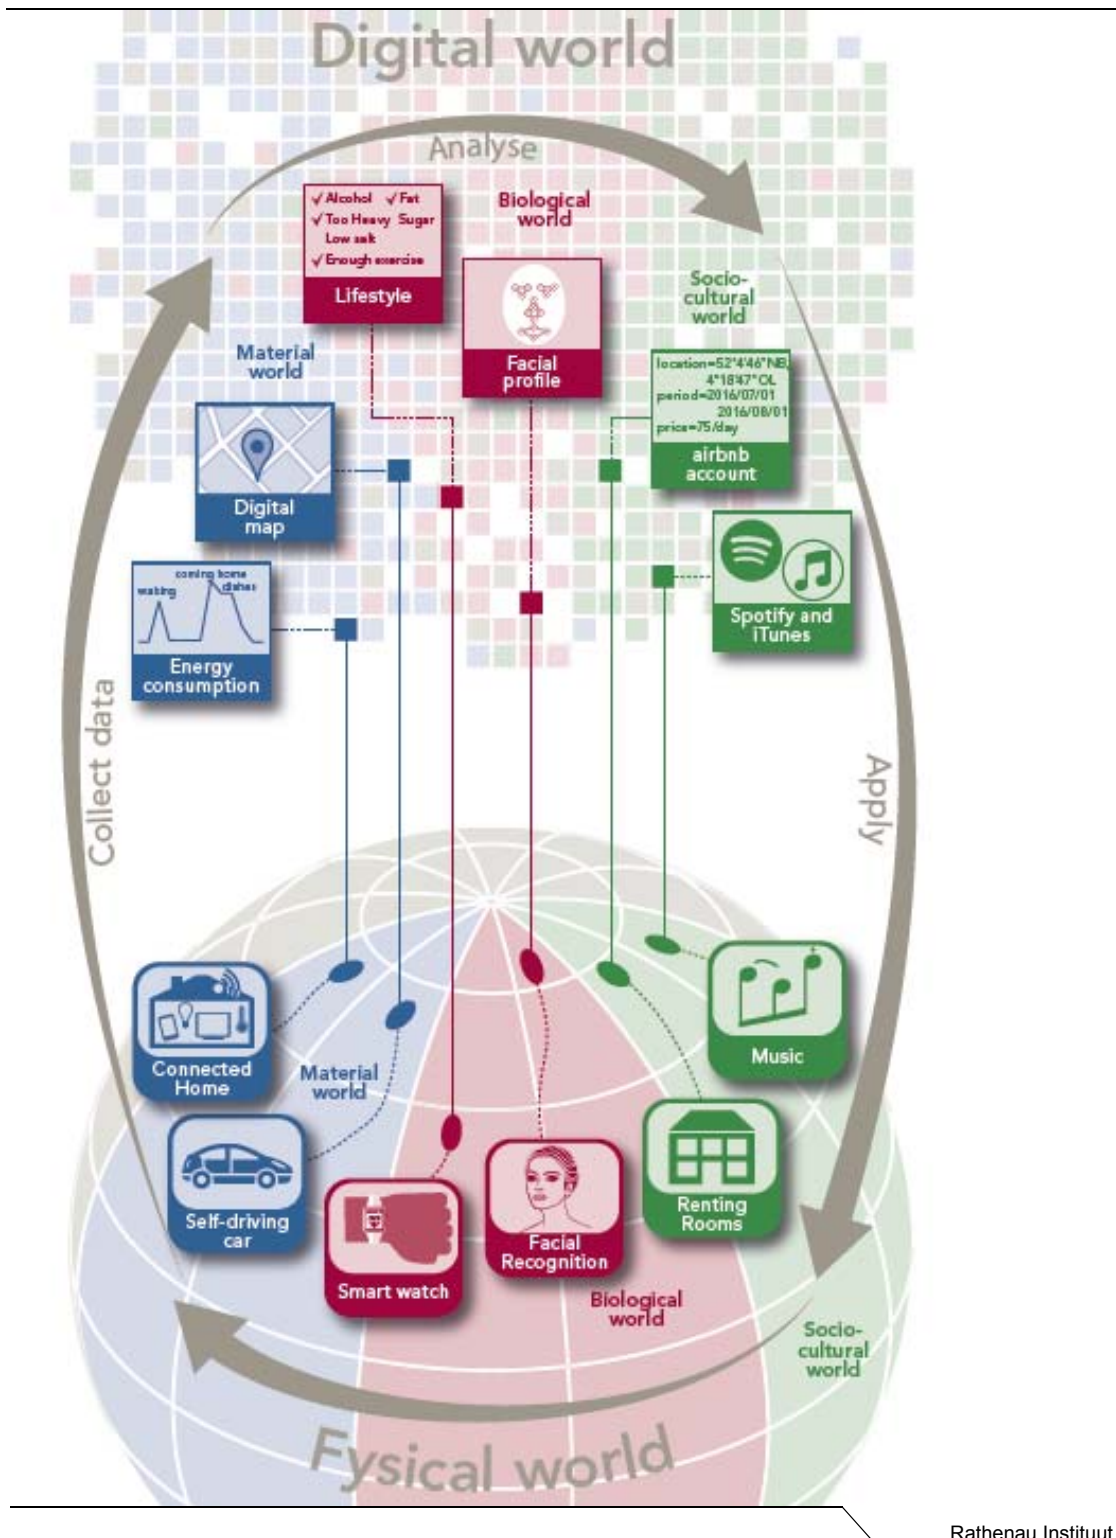 Digital world
Analyse
✓ Alcohol ✓ Fat
✓ Too Heavy Sugar
Low salt
✓ Enough exercise
Lifestyle
Biological
world
Facial
profile
Socio-
cultural
world
location=52°4'46"NB,
4°18'47"OL
period=2016/07/01
2016/08/01
price=75/day
airbnb
account
Material
world
Digital
map
coming home
waking
dishes
Energy
consumption
Spotify and
iTunes
Collect data
Apply
Connected
Home
Material
world
Self-driving
car
Smart watch
Facial
Recognition
Biological
world
Music
Renting
Rooms
Socio-
cultural
world
Fysical world
Rathenau Instituut